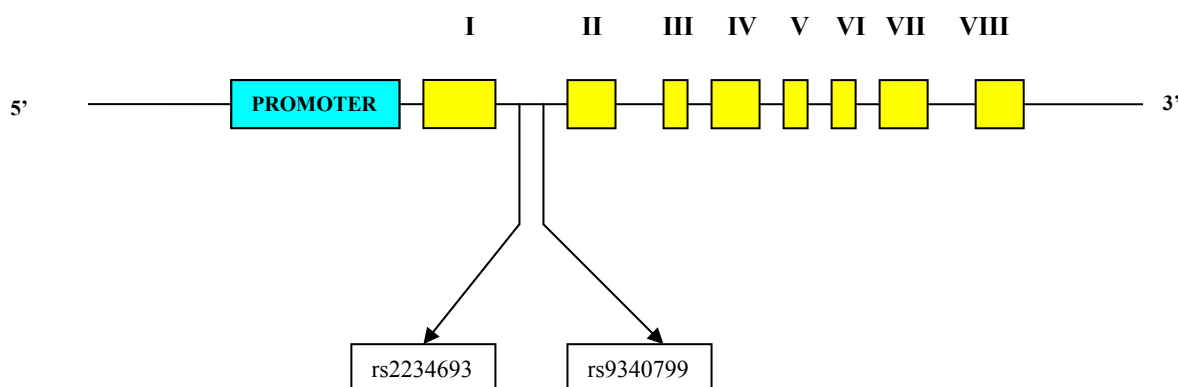 I II III IV V VI VII VIII
5’ PROMOTER 3’
rs2234693 rs9340799